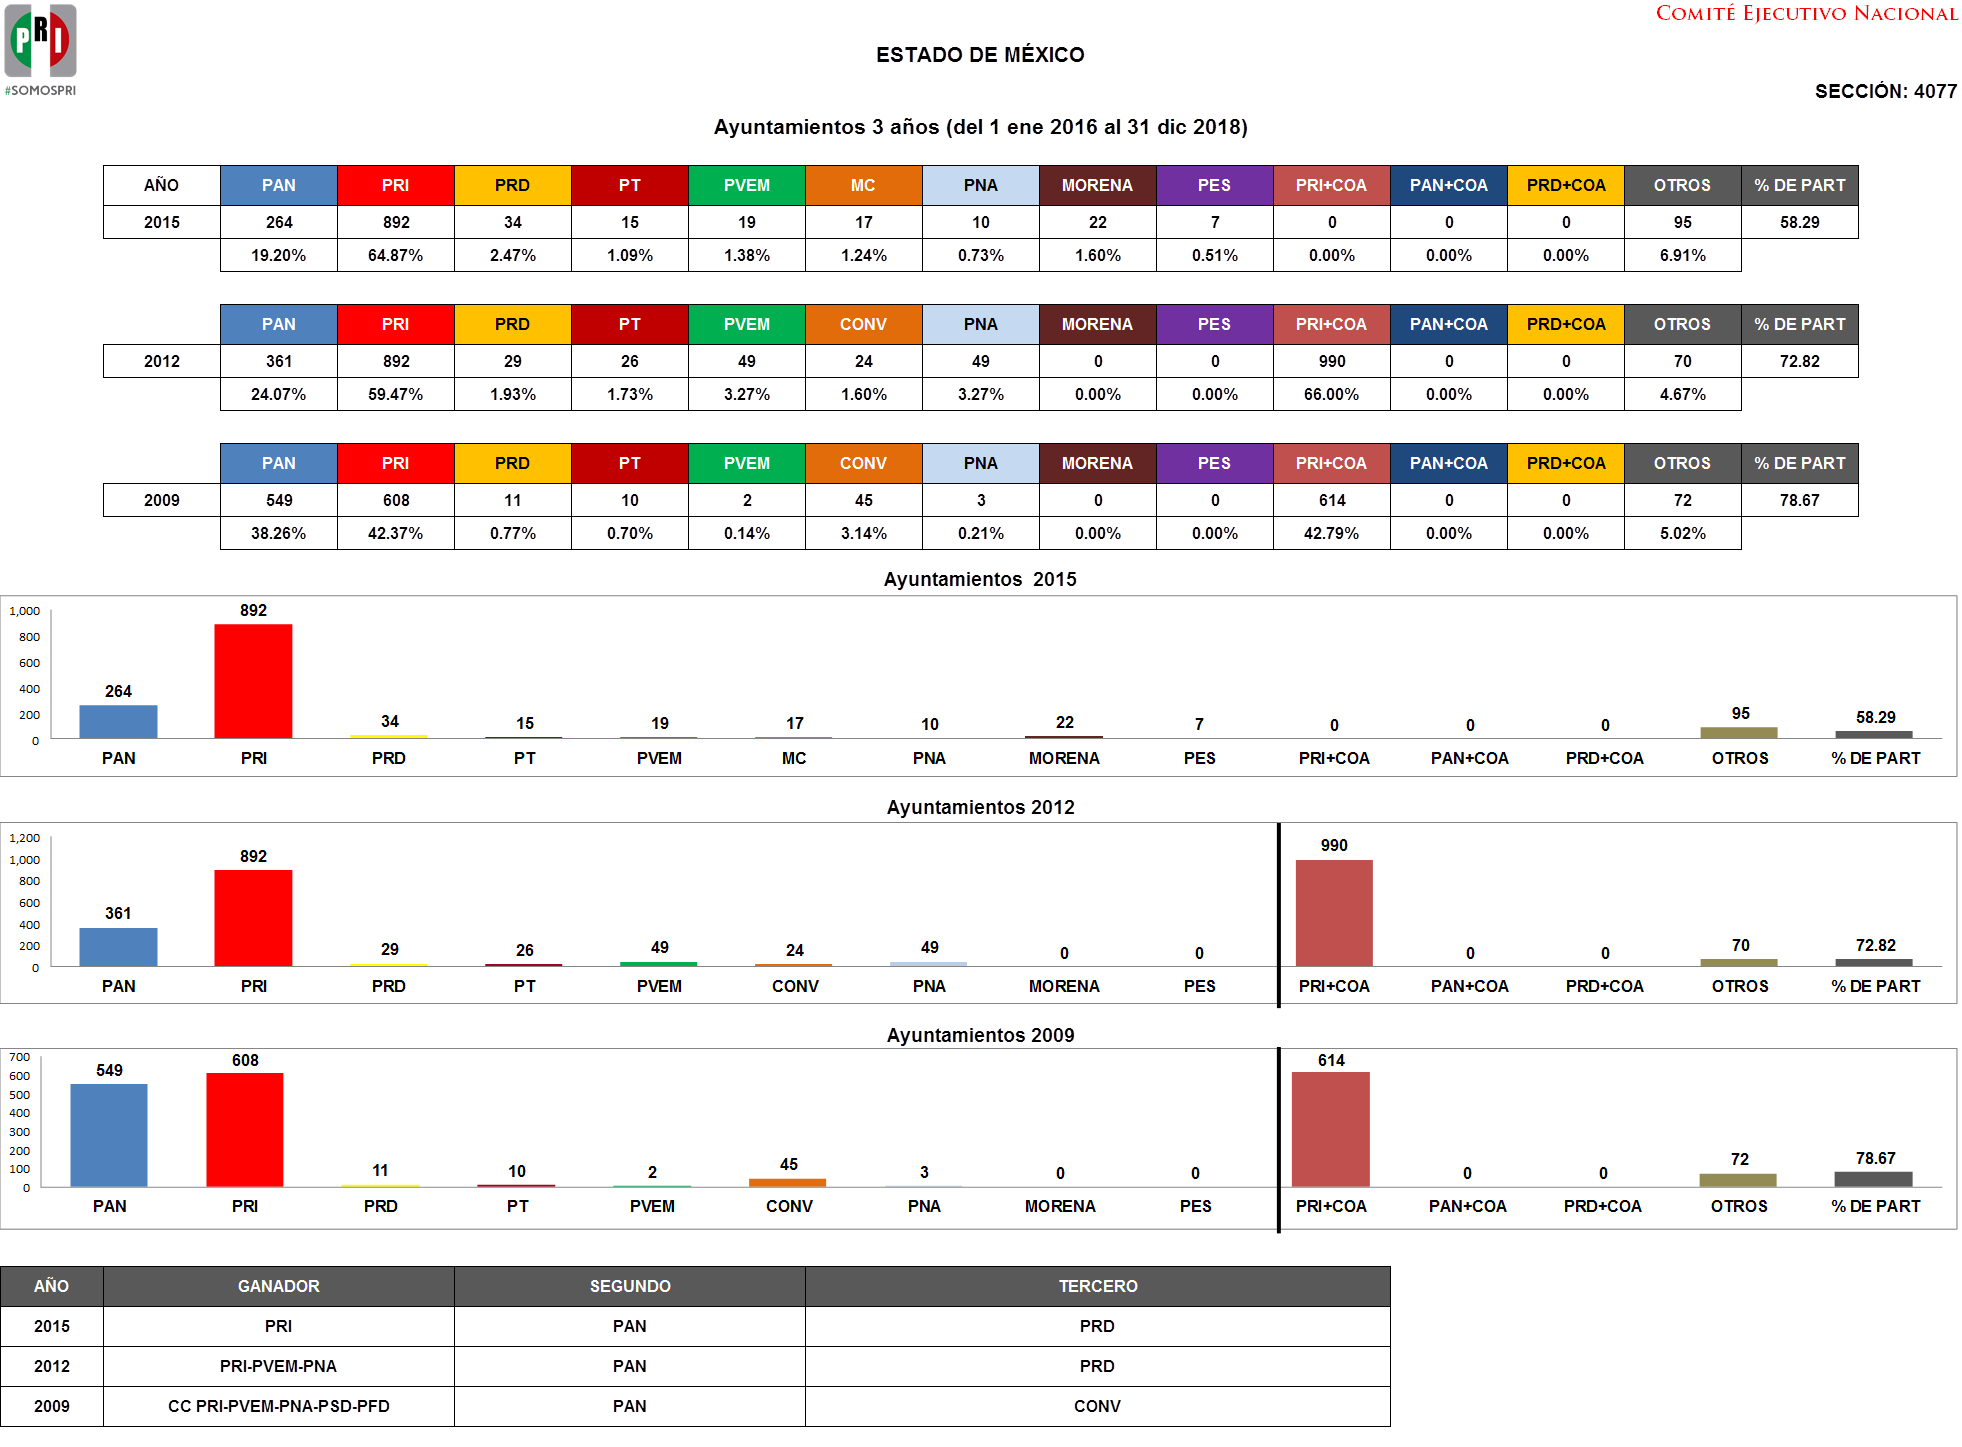 COMITÉ EJECUTIVO NACIONAL
PRI
#SOMOSPRI
ESTADO DE MÉXICO
SECCIÓN: 4077
Ayuntamientos 3 años (del 1 ene 2016 al 31 dic 2018)
AÑO PAN PRI PRD PT PVEM MC PNA MORENA PES PRI+COA PAN+COA PRD+COA OTROS % DE PART
2015 264 892 34 15 19 17 10 22 7 0 0 0 95 58.29
19.20% 64.87% 2.47% 1.09% 1.38% 1.24% 0.73% 1.60% 0.51% 0.00% 0.00% 0.00% 6.91%
PAN PRI PRD PT PVEM CONV PNA MORENA PES PRI+COA PAN+COA PRD+COA OTROS % DE PART
2012 361 892 29 26 49 24 49 0 0 990 0 0 70 72.82
24.07% 59.47% 1.93% 1.73% 3.27% 1.60% 3.27% 0.00% 0.00% 66.00% 0.00% 0.00% 4.67%
PAN PRI PRD PT PVEM CONV PNA MORENA PES PRI+COA PAN+COA PRD+COA OTROS % DE PART
2009 549 608 11 10 2 45 3 0 0 614 0 0 72 78.67
38.26% 42.37% 0.77% 0.70% 0.14% 3.14% 0.21% 0.00% 0.00% 42.79% 0.00% 0.00% 5.02%
Ayuntamientos 2015
1,000
800
600
400
200
0
264 892 34 15 19 17 10 22 7 0 0 0 95 58.29
PAN PRI PRD PT PVEM MC PNA MORENA PES PRI+COA PAN+COA PRD+COA OTROS % DE PART
Ayuntamientos 2012
1,200
1,000
800
600
400
200
0
361 892 29 26 49 24 49 0 0 990 0 0 70 72.82
PAN PRI PRD PT PVEM CONV PNA MORENA PES PRI+COA PAN+COA PRD+COA OTROS % DE PART
Ayuntamientos 2009
700
600
500
400
300
200
100
0
549 608 11 10 2 45 3 0 0 614 0 0 72 78.67
PAN PRI PRD PT PVEM CONV PNA MORENA PES PRI+COA PAN+COA PRD+COA OTROS % DE PART
AÑO GANADOR SEGUNDO TERCERO
2015 PRI PAN PRD
2012 PRI-PVEM-PNA PAN PRD
2009 CC PRI-PVEM-PNA-PSD-PFD PAN CONV